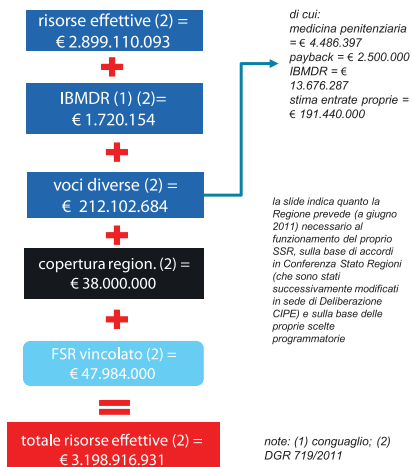 risorse effettive (2) =
€ 2.899.110.093
IBMDR (1) (2)=
€ 1.720.154
voci diverse (2) =
€ 212.102.684
copertura region. (2) =
€ 38.000.000
FSR vincolato (2) =
€ 47.984.000
totale risorse effettive (2) =
€ 3.198.916.931
di cui:
medicina penitenziaria
= € 4.486.397
payback = € 2.500.000
IBMDR = €
13.676.287
stima entrate proprie =
€ 191.440.000
la slide indica quanto la
Regione prevede (a giugno
2011) necessario al
funzionamento del proprio
SSR, sulla base di accordi
in Conferenza Stato Regioni
(che sono stati
successivamente modificati
in sede di Deliberazione
CIPE) e sulla base delle
proprie scelte
programmatorie
note: (1) conguaglio; (2)
DGR 719/2011